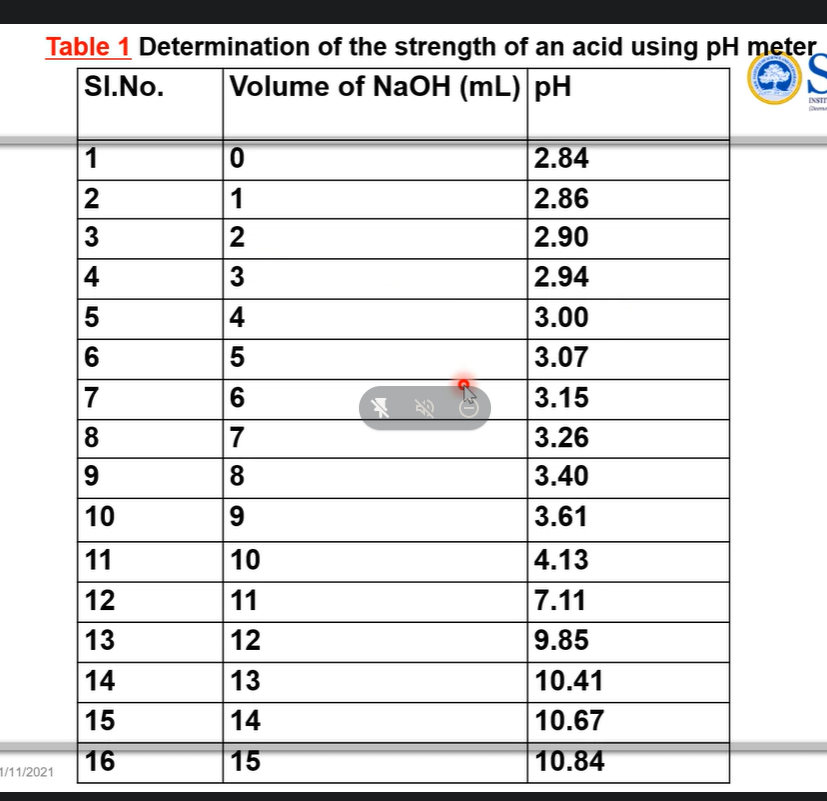 Table 1 Determination of the strength of an acid using pH meter
Sl.No. Volume of NaOH (mL) pH
1 0 2.84
2 1 2.86
3 2 2.90
4 3 2.94
5 4 3.00
6 5 3.07
7 6 3.15
8 7 3.26
9 8 3.40
10 9 3.61
11 10 4.13
12 11 7.11
13 12 9.85
14 13 10.41
15 14 10.67
16 15 10.84
1/11/2021